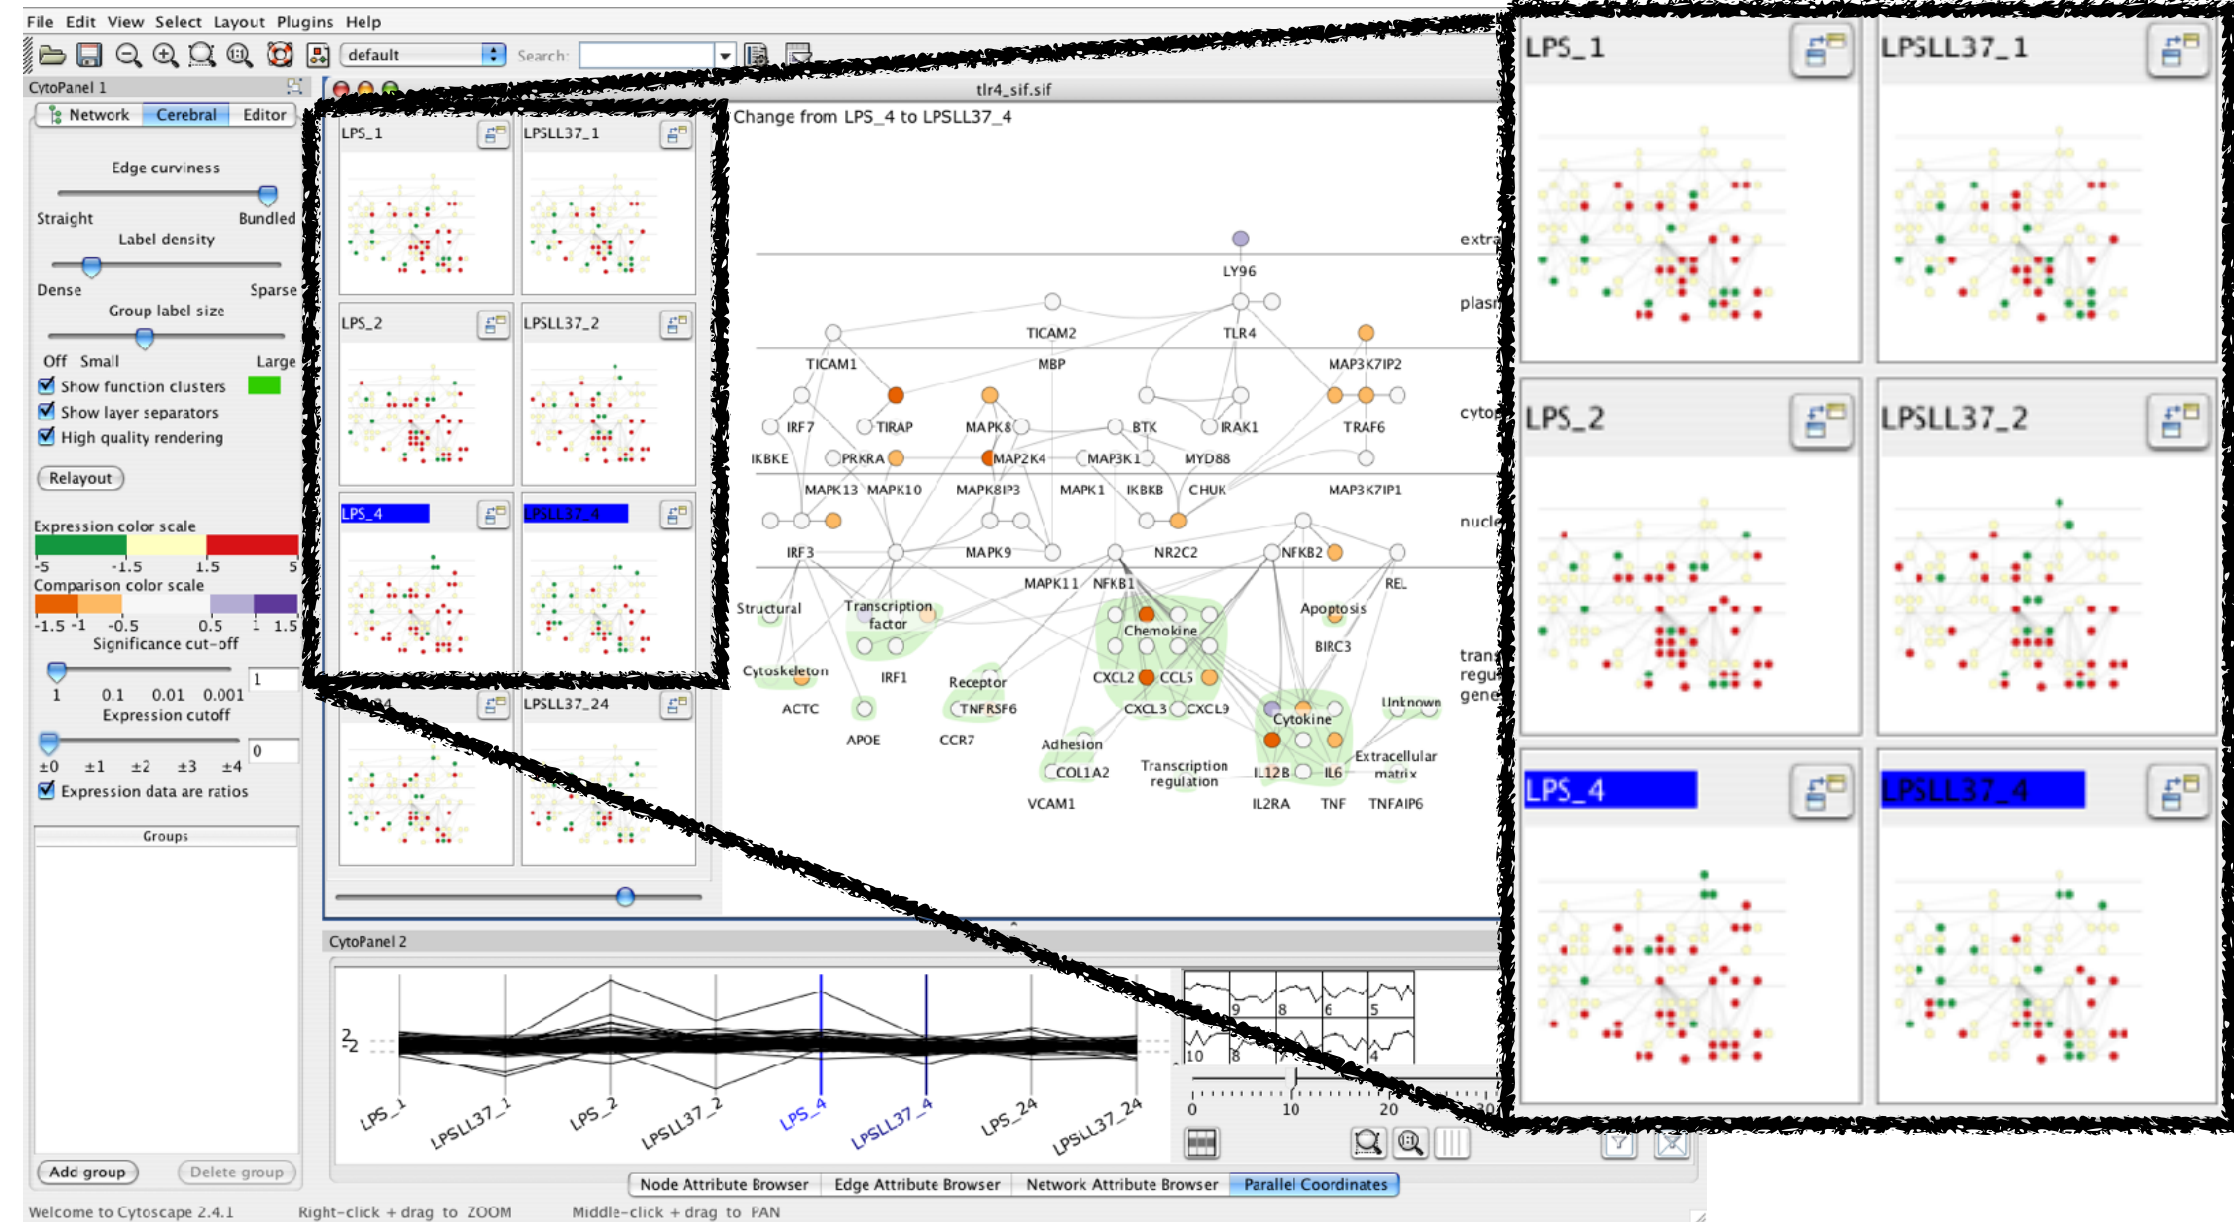 File Edit View Select Layout Plugins Help
default
Search:
CytoPanel 1
Network Cerebral Editor
Edge curviness
Straight Bundled
Label density
Dense Sparse
Group label size
Off Small Large
Show function clusters
Show layer separators
High quality rendering
Relayout
Expression color scale
-5 -1.5 1.5 5
Comparison color scale
-1.5 -1 -0.5 0.5 1 1.5
Significance cut-off
1
1 0.1 0.01 0.001
Expression cutoff
0
±0 ±1 ±2 ±3 ±4
Expression data are ratios
Groups
Add group Delete group
tlr4_sif.sif
LPS_1 LPSLL37_1
LPS_2 LPSLL37_2
LPS_4 LPSLL37_4
LPSLL37_24
Change from LPS_4 to LPSLL37_4
LY96
TICAM2 TLR4
TICAM1 MBP MAP3K7IP2
IRF7 TIRAP MAPK8 BTK IRAK1 TRAF6
IKBKE PRKRA MAP2K4 MAP3K1 MYD88
MAPK13 MAPK10 MAPK8IP3 MAPK1 IKBKB CHUK MAP3K7IP1
IRF3 MAPK9 NR2C2 NFKB2
MAPK11 NFKB1 REL
Structural Transcription factor Chemokine Apoptosis
BIRC3
Cytoskeleton IRF1 Receptor CXCL2 CCL5
ACTC TNFRSF6 CXCL3 CXCL9 Cytokine Unknown
APOE CCR7 Adhesion Extracellular matrix
COL1A2 Transcription regulation IL12B IL6
VCAM1 IL2RA TNF TNFAIP6
LPS_1 LPSLL37_1
LPS_2 LPSLL37_2
LPS_4 LPSLL37_4
CytoPanel 2
2
-2
LPS_1 LPSLL37_1 LPS_2 LPSLL37_2 LPS_4 LPSLL37_4 LPS_24 LPSLL37_24
9 8 6 5
10 8 4
0 10 20 30
Node Attribute Browser Edge Attribute Browser Network Attribute Browser Parallel Coordinates
Welcome to Cytoscape 2.4.1 Right-click + drag to ZOOM Middle-click + drag to PAN